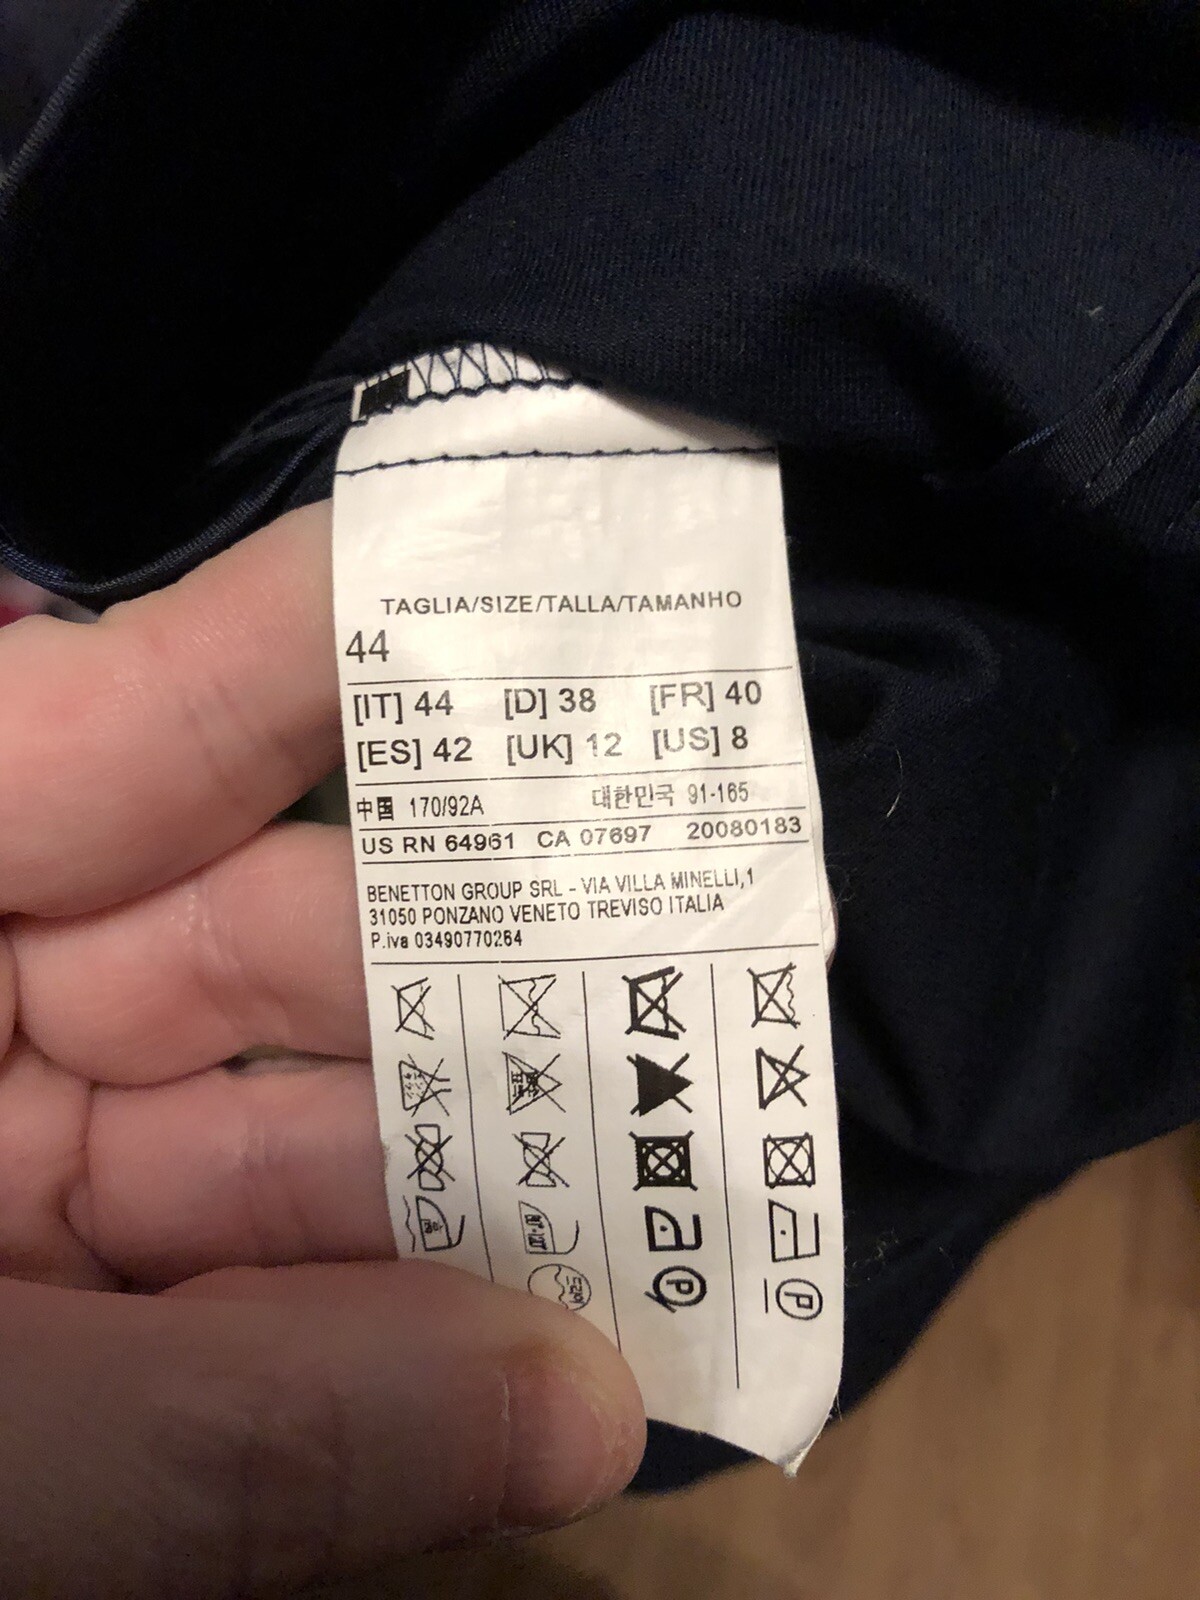 TAGLIA/SIZE/TALLA/TAMANHO
44
[IT] 44 [D] 38 [FR] 40
[ES] 42 [UK] 12 [US] 8
中国 170/92A 대한민국 91-165
US RN 64961 CA 07697 20080183
BENETTON GROUP SRL - VIA VILLA MINELLI,1
31050 PONZANO VENETO TREVISO ITALIA
P.iva 03490770264
P P